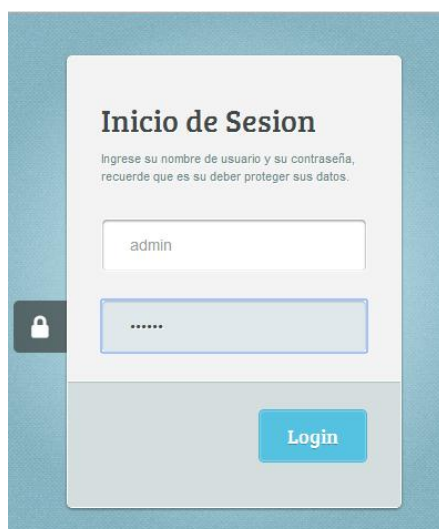 Inicio de Sesion
Ingrese su nombre de usuario y su contraseña,
recuerde que es su deber proteger sus datos.
admin
••••••
Login